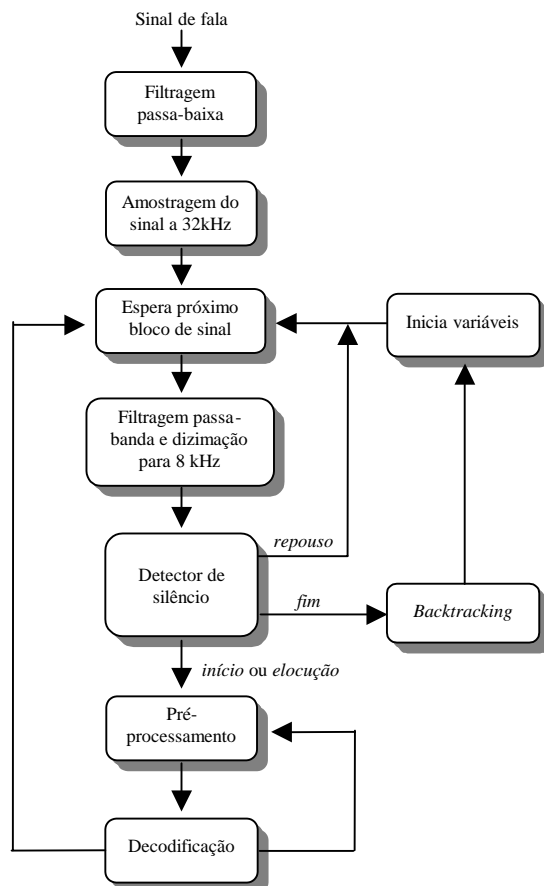 Sinal de fala
Filtragem
passa-baixa
Amostragem do
sinal a 32kHz
Espera próximo
bloco de sinal
Inicia variáveis
Filtragem passa-
banda e dizimação
para 8 kHz
repouso
Detector de
silêncio
fim
Backtracking
início ou elocução
Pré-
processamento
Decodificação